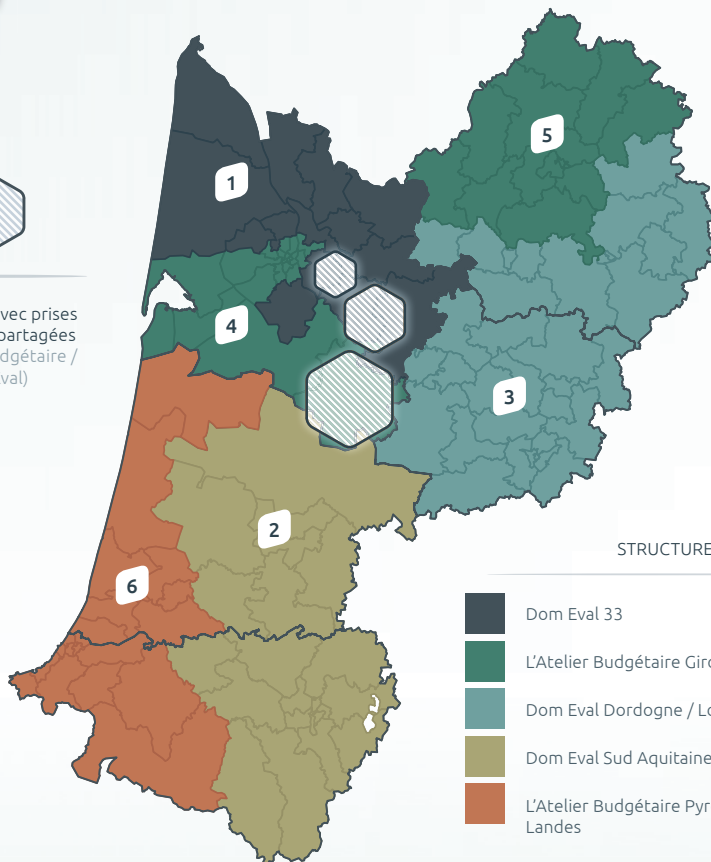 1
5
vec prises
partagées
dgétaire /
val)
4
3
2
6
STRUCTURE
Dom Eval 33
L'Atelier Budgétaire Giro
Dom Eval Dordogne / Lo
Dom Eval Sud Aquitaine
L'Atelier Budgétaire Pyr
Landes